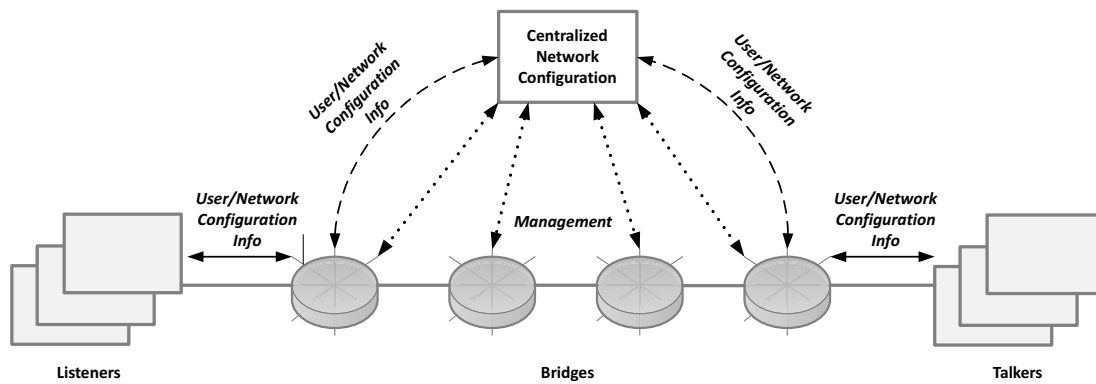 Centralized
Network
Configuration
User/Network
Configuration
Info
User/Network
Configuration
Info
User/Network
Configuration
Info
Management
User/Network
Configuration
Info
Listeners
Bridges
Talkers